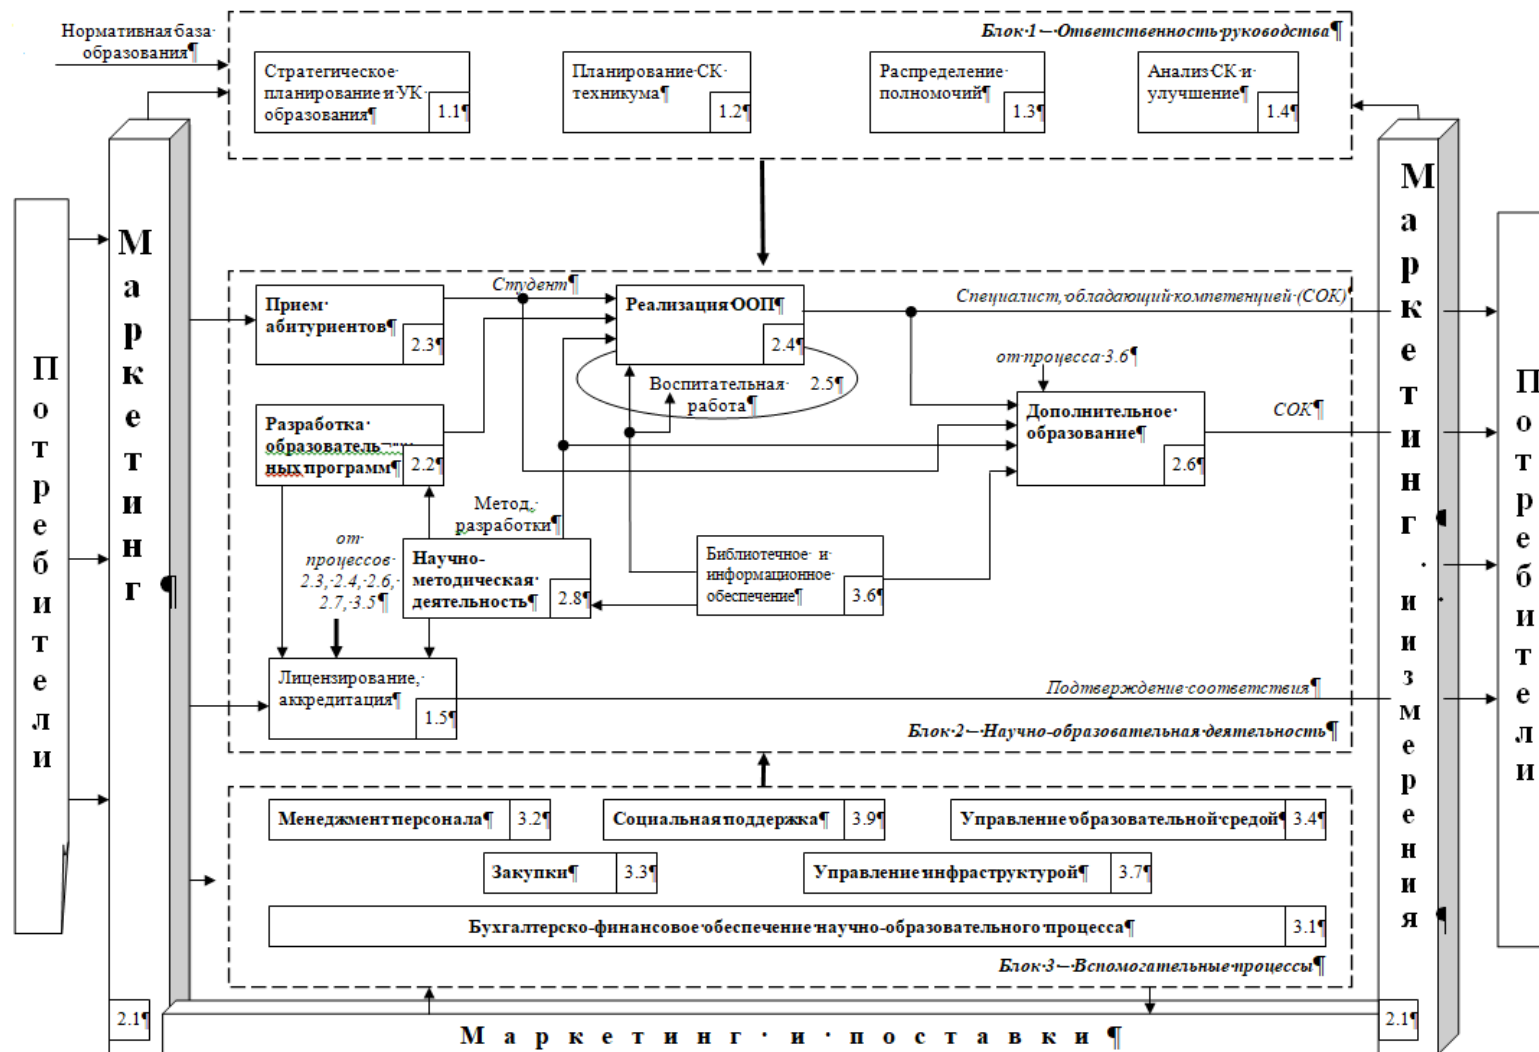 Нормативная база
образования¶
Блок 1 – Ответственность руководства¶
Стратегическое
планирование и УК
образования¶
1.1¶
Планирование СК
техникума¶
1.2¶
Распределение
полномочий¶
1.3¶
Анализ СК и
улучшение¶
1.4¶
Потребители
Маркетинг¶
2.1¶
Прием
абитуриентов¶
2.3¶
Студент¶
Реализация ООП¶
2.4¶
Воспитательная
работа¶
2.5¶
Специалист, обладающий компетенцией (СОК)
от процесса 3.6¶
Дополнительное
образование¶
2.6¶
СОК¶
Разработка
образователь
ных программ¶
2.2¶
Метод.
разработки¶
от
процессов
2.3, 2.4, 2.6,
2.7, 3.5¶
Научно-
методическая
деятельность¶
2.8¶
Библиотечное и
информационное
обеспечение¶
3.6¶
Лицензирование,
аккредитация¶
1.5¶
Подтверждение соответствия¶
Блок 2 – Научно-образовательная деятельность¶
Менеджмент персонала¶
3.2¶
Социальная поддержка¶
3.9¶
Управление образовательной средой¶
3.4¶
Закупки¶
3.3¶
Управление инфраструктурой¶
3.7¶
Бухгалтерско-финансовое обеспечение научно-образовательного процесса¶
3.1¶
Блок 3 – Вспомогательные процессы¶
Маркетинг и поставки¶
Маркетинг¶ и измерения¶
2.1¶
Потребители